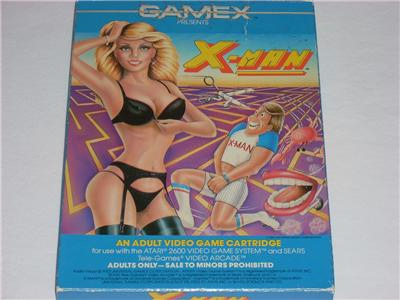 GAMEX
PRESENTS
X-MAN
X-MAN
AN ADULT VIDEO GAME CARTRIDGE
for use with the ATARI® 2600 VIDEO GAME SYSTEM™ and SEARS
Tele-Games® VIDEO ARCADE™
ADULTS ONLY—SALE TO MINORS PROHIBITED